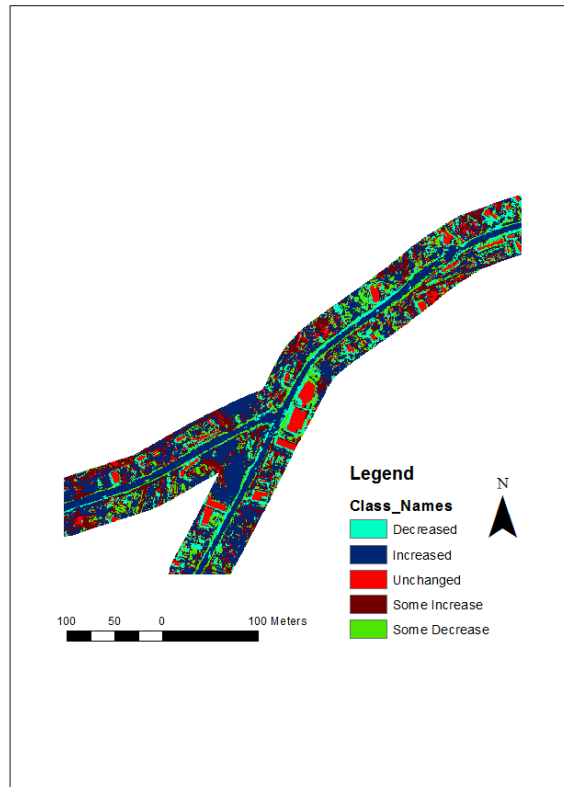 Legend
N
Class_Names
Decreased
Increased
Unchanged
Some Increase
Some Decrease
100 50 0 100 Meters